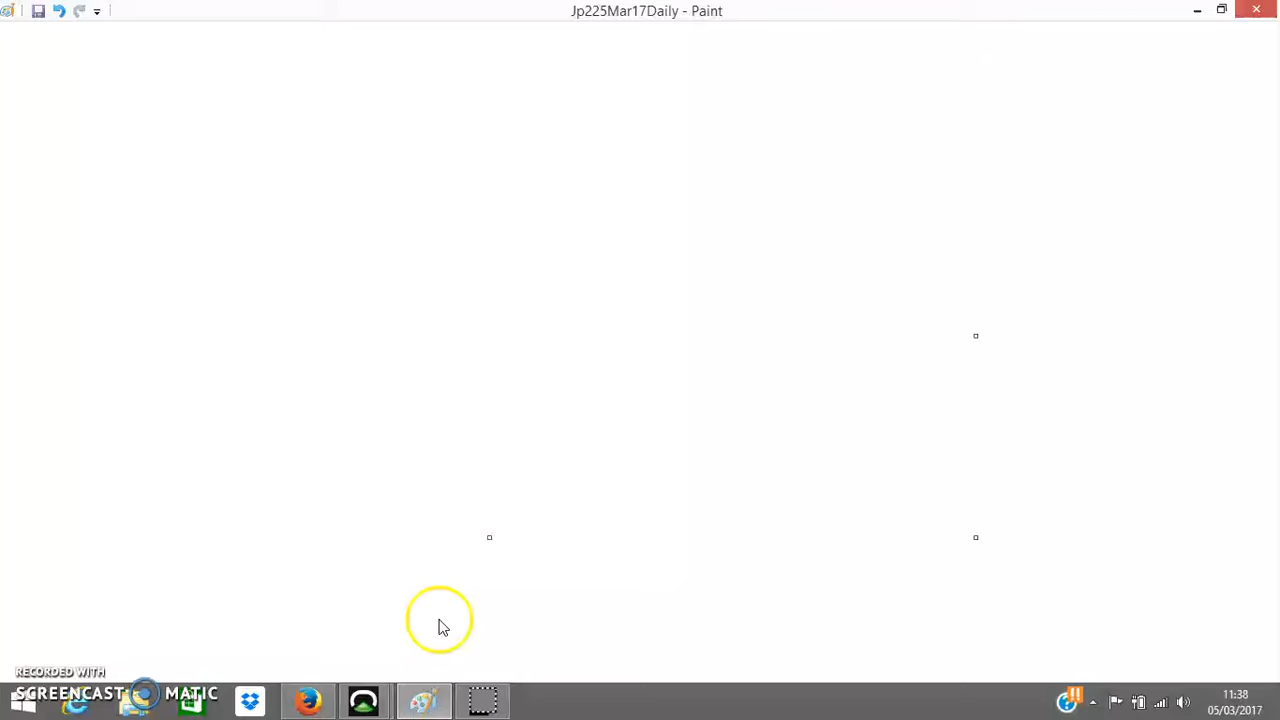 Jp225Mar17Daily - Paint
RECORDED WITH
SCREENCAST MATIC
11:38
05/03/2017